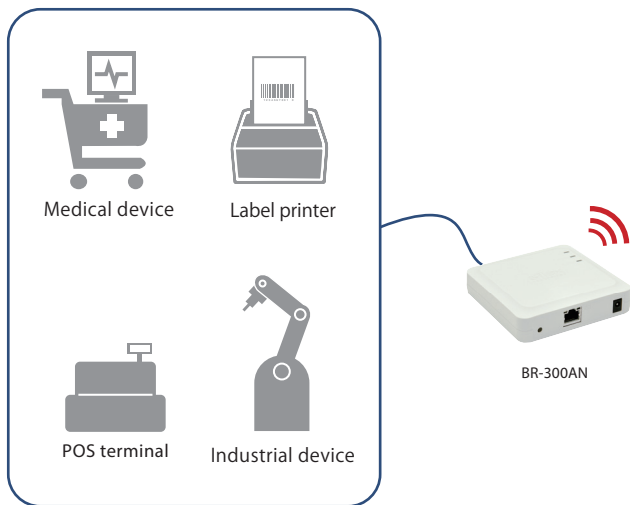 Medical device
Label printer
BR-300AN
POS terminal
Industrial device